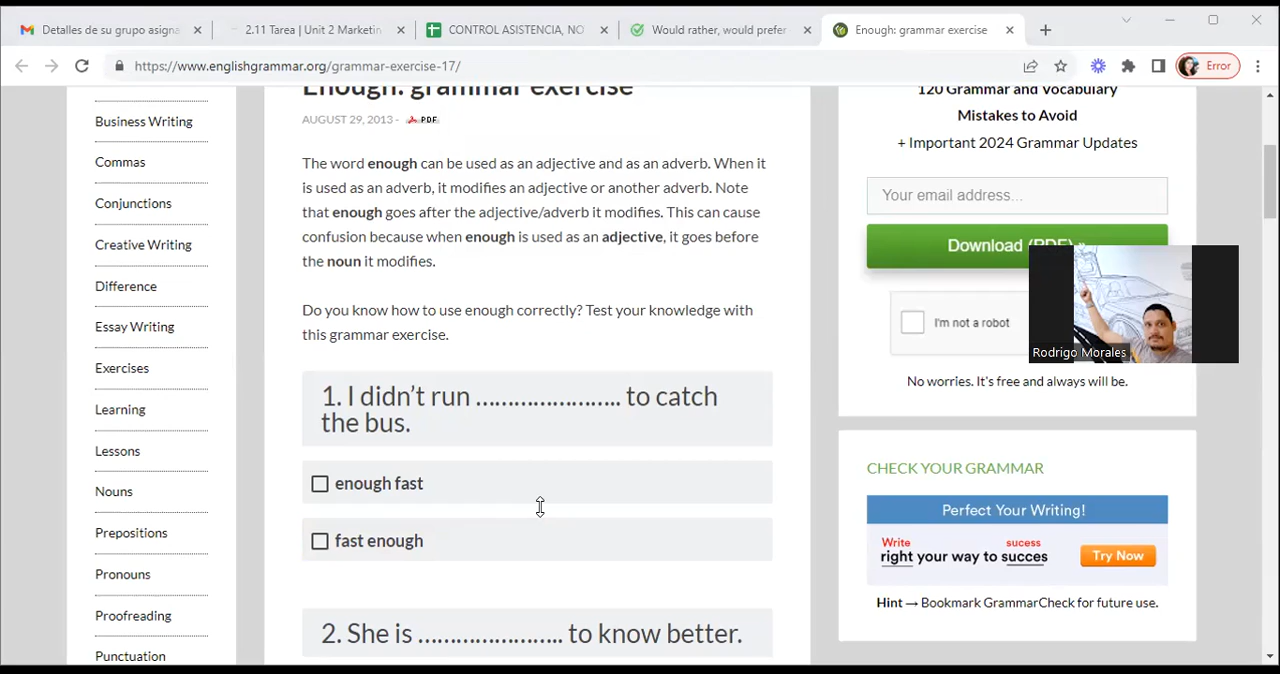 Detalles de su grupo asigna
2.11 Tarea | Unit 2 Marketin
CONTROL ASISTENCIA, NO
Would rather, would prefer
Enough: grammar exercise
https://www.englishgrammar.org/grammar-exercise-17/
Error
Business Writing
Commas
Conjunctions
Creative Writing
Difference
Essay Writing
Exercises
Learning
Lessons
Nouns
Prepositions
Pronouns
Proofreading
Punctuation
Enough: grammar exercise
AUGUST 29, 2013 - PDF
The word enough can be used as an adjective and as an adverb. When it
is used as an adverb, it modifies an adjective or another adverb. Note
that enough goes after the adjective/adverb it modifies. This can cause
confusion because when enough is used as an adjective, it goes before
the noun it modifies.
Do you know how to use enough correctly? Test your knowledge with
this grammar exercise.
1. I didn’t run ………………….. to catch
the bus.
enough fast
fast enough
2. She is ………………….. to know better.
120 Grammar and Vocabulary
Mistakes to Avoid
+ Important 2024 Grammar Updates
Your email address...
Download (PDF) »
I'm not a robot
Rodrigo Morales
No worries. It's free and always will be.
CHECK YOUR GRAMMAR
Perfect Your Writing!
Write success
right your way to succes
Try Now
Hint → Bookmark GrammarCheck for future use.